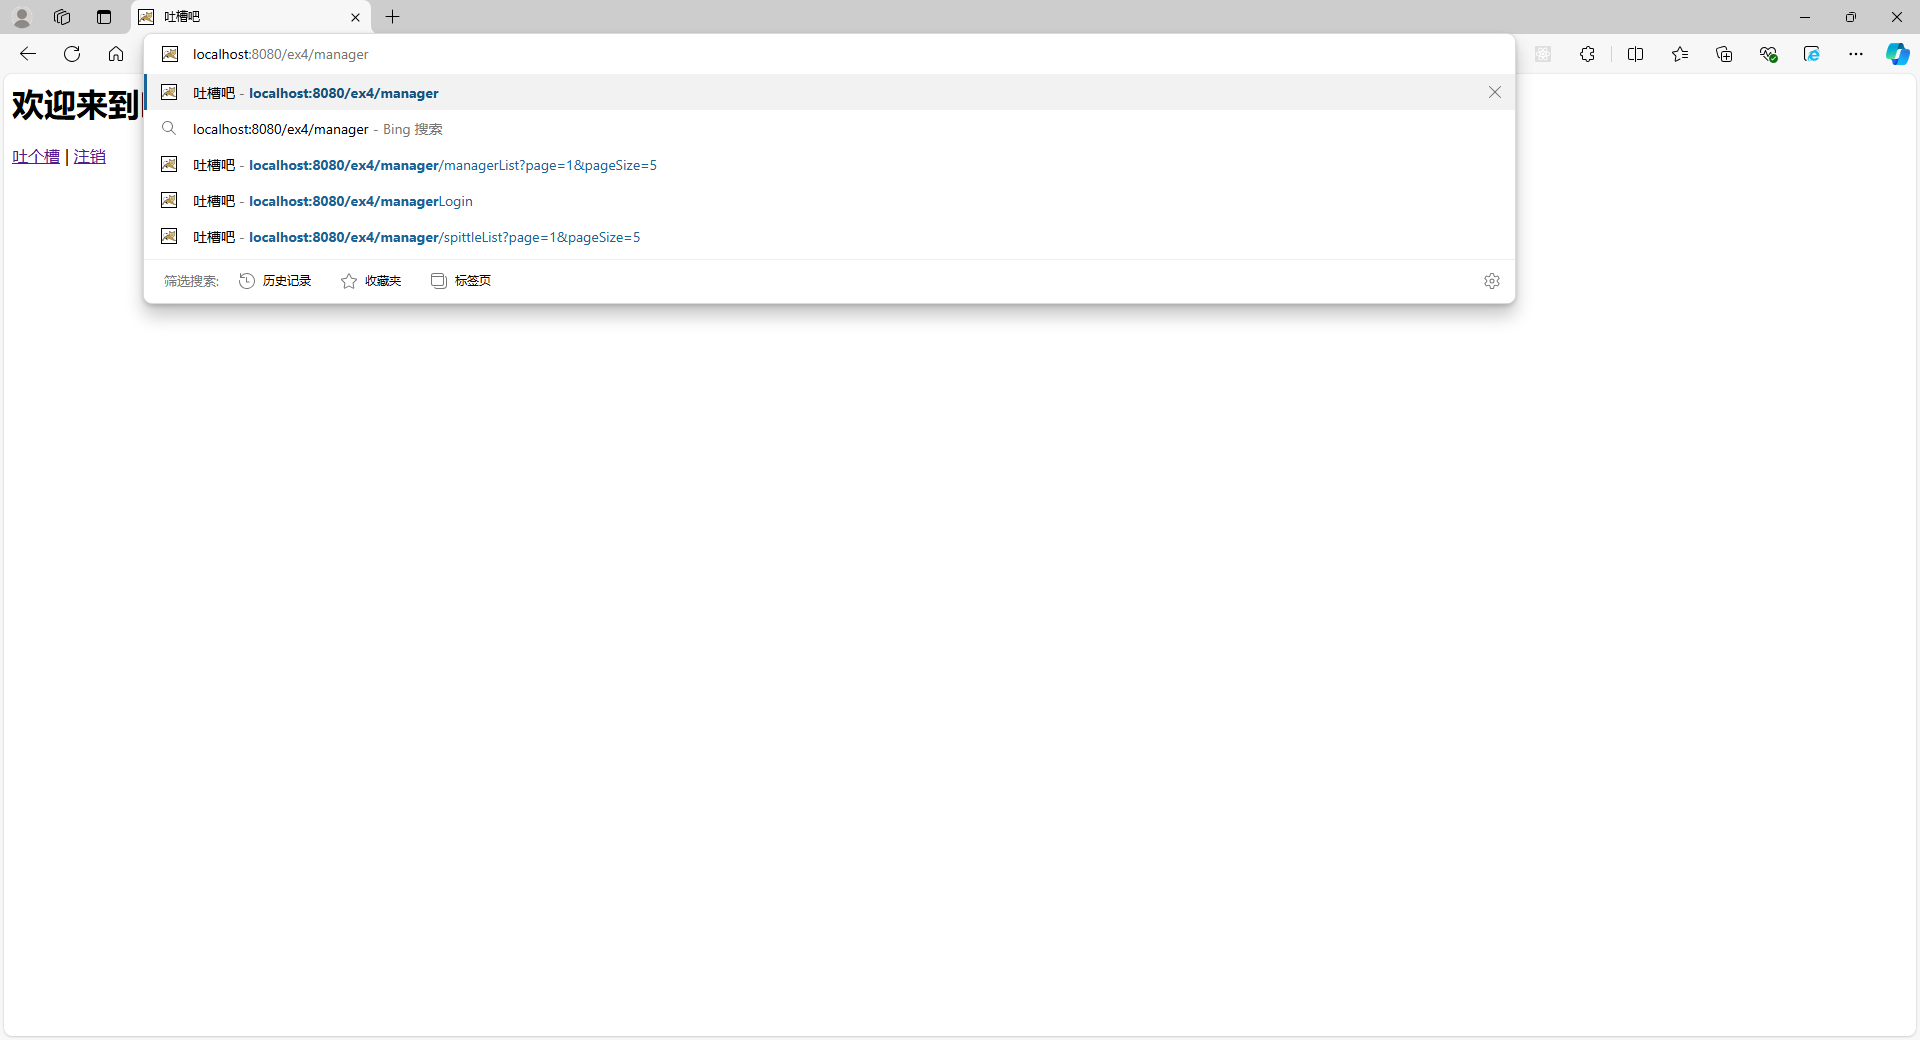 吐槽吧
localhost:8080/ex4/manager
吐槽吧 - localhost:8080/ex4/manager
欢迎来到
localhost:8080/ex4/manager - Bing 搜索
吐个槽 | 注销
吐槽吧 - localhost:8080/ex4/manager/managerList?page=1&pageSize=5
吐槽吧 - localhost:8080/ex4/managerLogin
吐槽吧 - localhost:8080/ex4/manager/spittleList?page=1&pageSize=5
筛选搜索: 历史记录 收藏夹 标签页